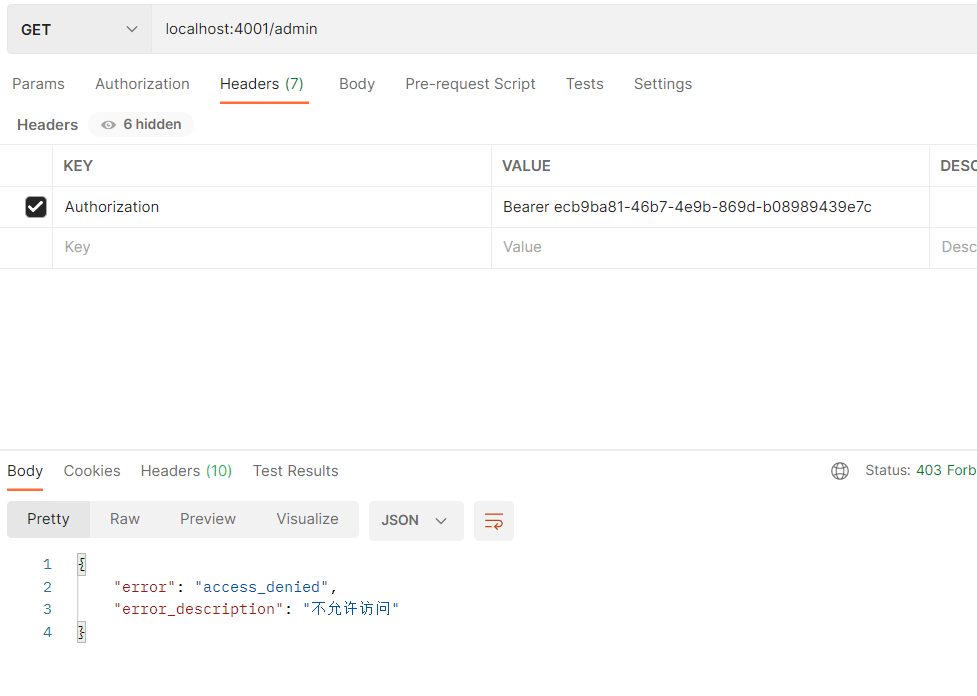 GET localhost:4001/admin
Params Authorization Headers (7) Body Pre-request Script Tests Settings
Headers 6 hidden
KEY VALUE DESC
Authorization Bearer ecb9ba81-46b7-4e9b-869d-b08989439e7c
Key Value Desc
Body Cookies Headers (10) Test Results Status: 403 Forb
Pretty Raw Preview Visualize JSON
1 {
2 "error": "access_denied",
3 "error_description": "不允许访问"
4 }